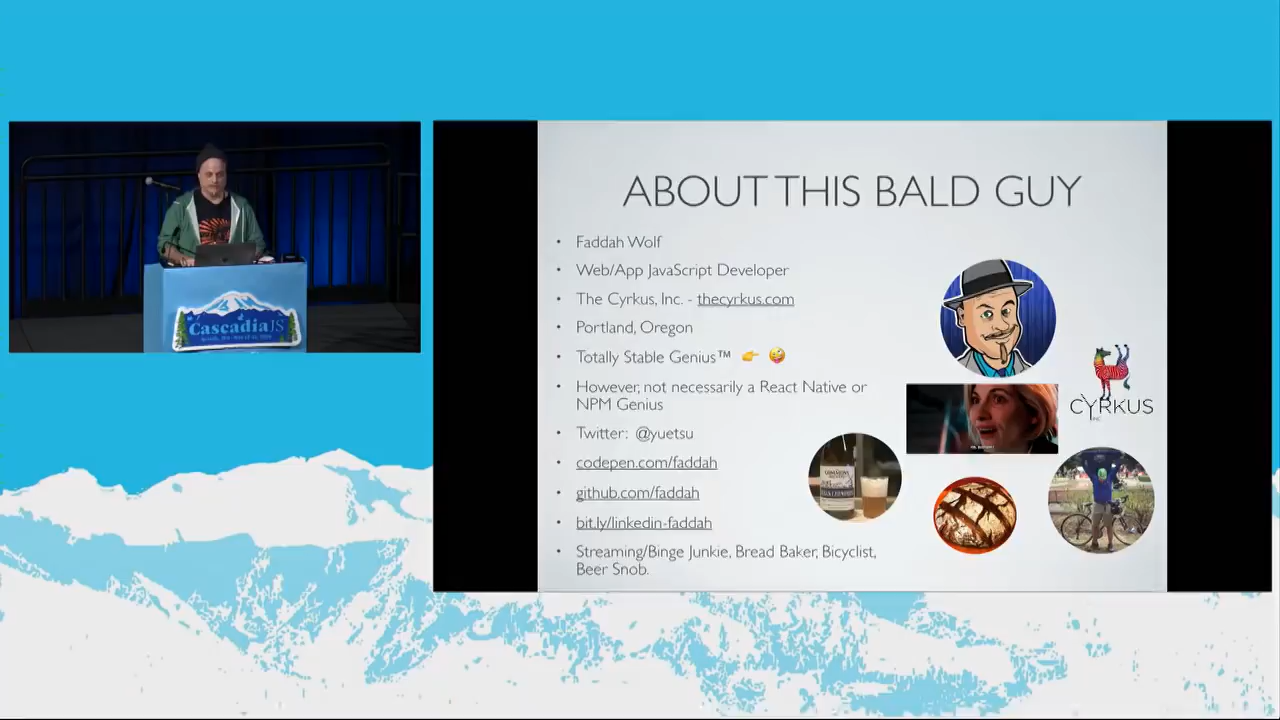 ABOUT THIS BALD GUY
• Faddah Wolf
• Web/App JavaScript Developer
• The Cyrkus, Inc. - thecyrkus.com
• Portland, Oregon
• Totally Stable Genius™ 👉 🤪
• However, not necessarily a React Native or
NPM Genius
• Twitter: @yuetsu
• codepen.com/faddah
• github.com/faddah
• bit.ly/linkedin-faddah
• Streaming/Binge Junkie, Bread Baker, Bicyclist,
Beer Snob.
CYRKUS
INC
CascadiaJS